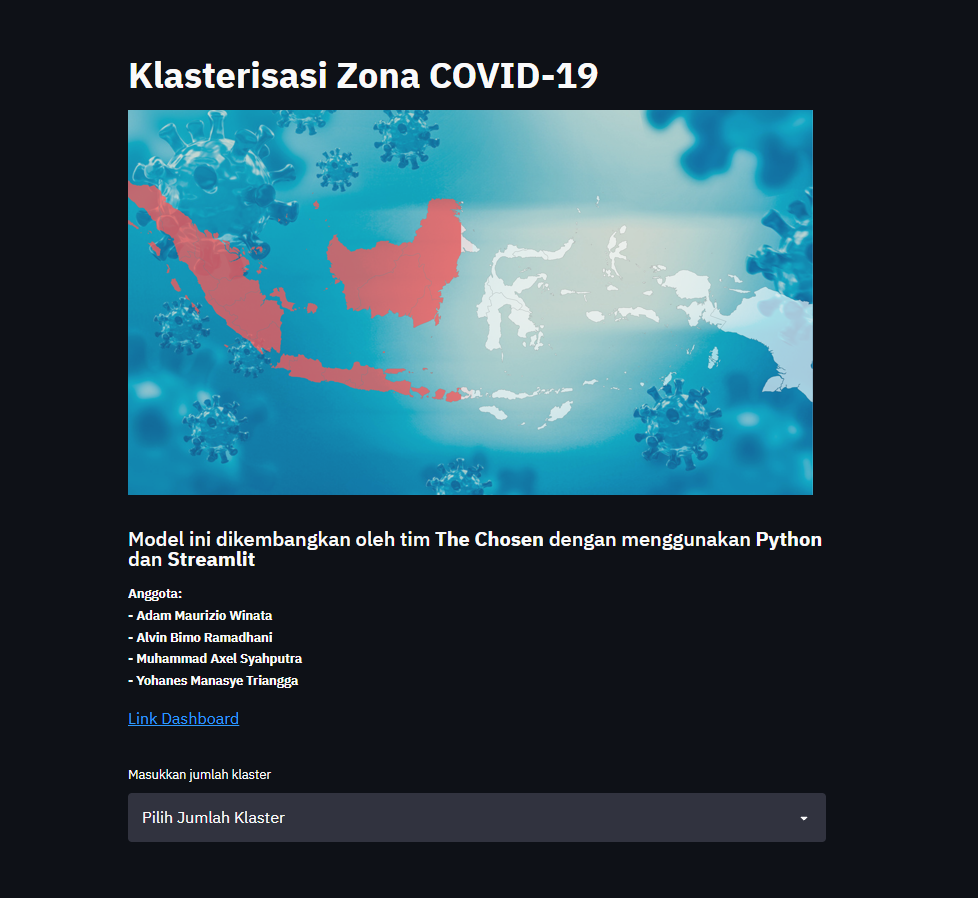 Klasterisasi Zona COVID-19
Model ini dikembangkan oleh tim The Chosen dengan menggunakan Python
dan Streamlit
Anggota:
- Adam Maurizio Winata
- Alvin Bimo Ramadhani
- Muhammad Axel Syahputra
- Yohanes Manasye Triangga
Link Dashboard
Masukkan jumlah klaster
Pilih Jumlah Klaster